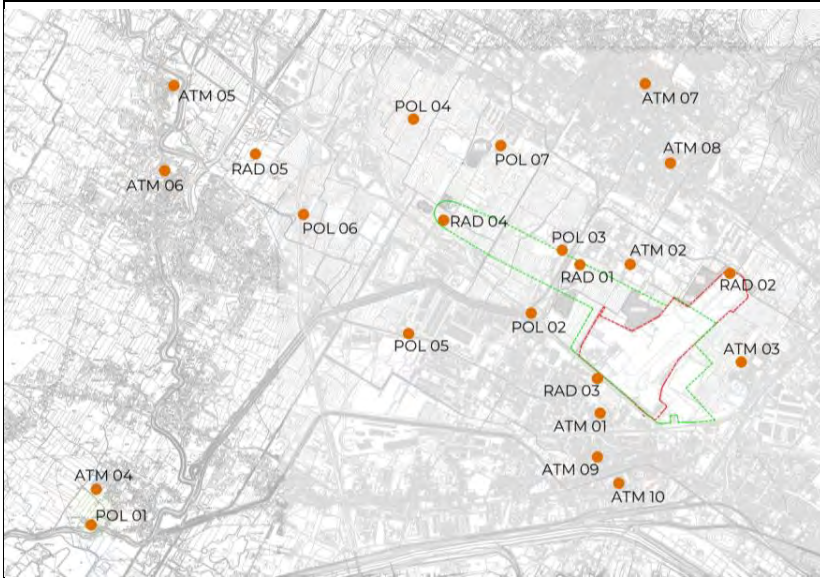 ATM 05
POL 04
ATM 07
POL 07
ATM 08
RAD 05
ATM 06
POL 06
RAD 04
POL 03
ATM 02
RAD 01
RAD 02
POL 02
POL 05
ATM 03
RAD 03
ATM 01
ATM 09
ATM 04
ATM 10
POL 01